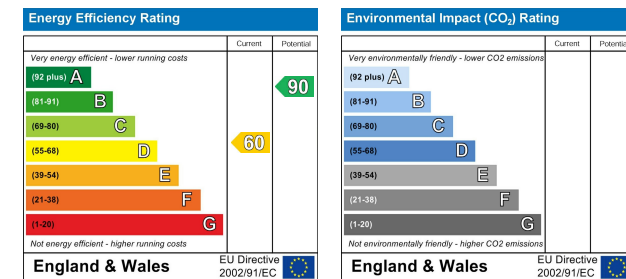 Energy Efficiency Rating
Current Potential
Very energy efficient - lower running costs
(92 plus) A
90
(81-91) B
(69-80) C
(55-68) D
60
(39-54) E
(21-38) F
(1-20) G
Not energy efficient - higher running costs
England & Wales
EU Directive
2002/91/EC
Environmental Impact (CO₂) Rating
Current Potential
Very environmentally friendly - lower CO2 emissions
(92 plus) A
(81-91) B
(69-80) C
(55-68) D
(39-54) E
(21-38) F
(1-20) G
Not environmentally friendly - higher CO2 emissions
England & Wales
EU Directive
2002/91/EC